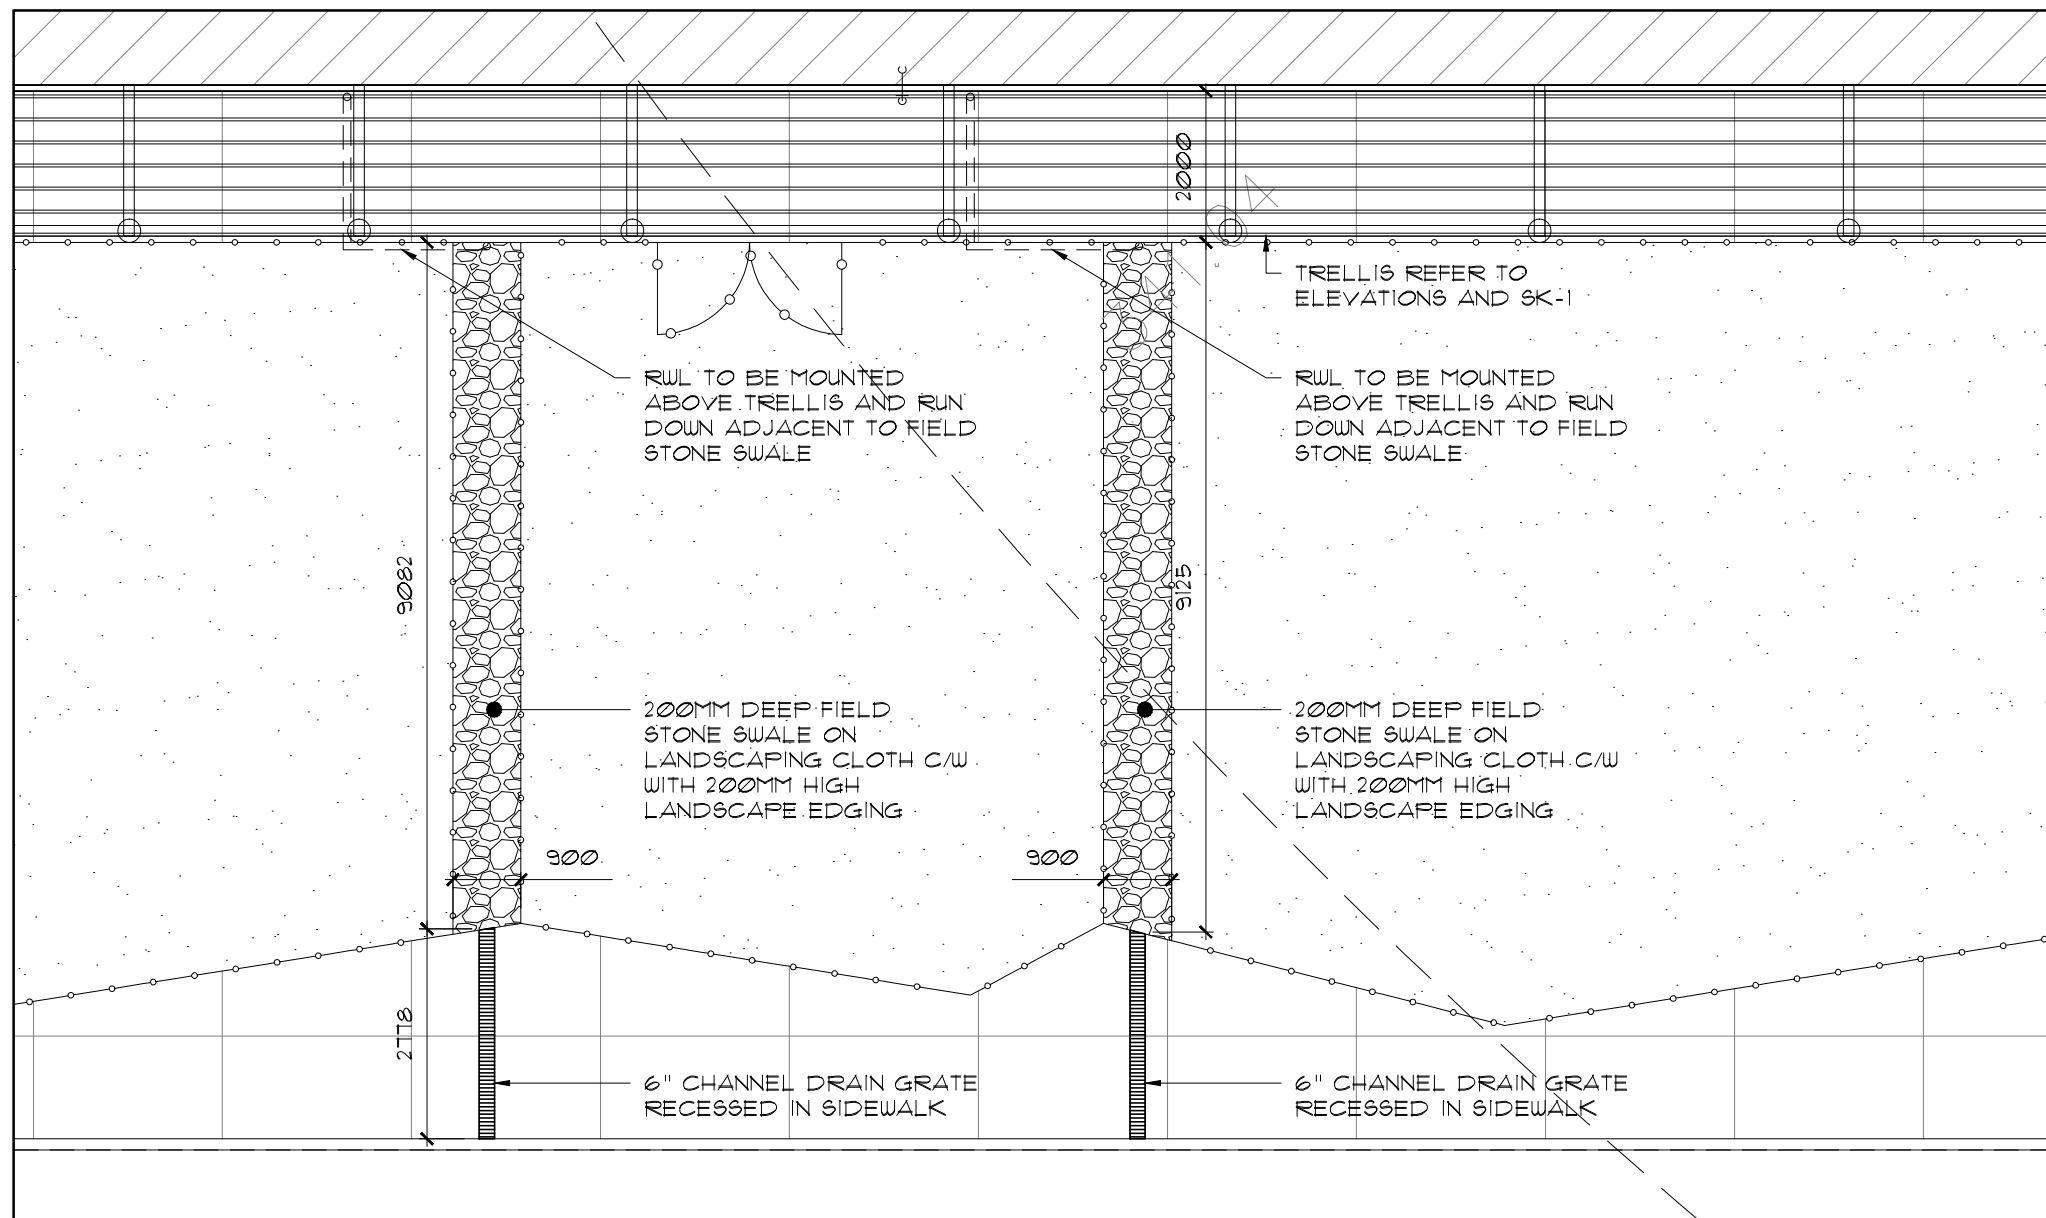 2000
TRELLIS REFER TO
ELEVATIONS AND SK-1
RWL TO BE MOUNTED
ABOVE TRELLIS AND RUN
DOWN ADJACENT TO FIELD
STONE SWALE
RWL TO BE MOUNTED
ABOVE TRELLIS AND RUN
DOWN ADJACENT TO FIELD
STONE SWALE
9082
9125
200MM DEEP FIELD
STONE SWALE ON
LANDSCAPING CLOTH C/W
WITH 200MM HIGH
LANDSCAPE EDGING
200MM DEEP FIELD
STONE SWALE ON
LANDSCAPING CLOTH C/W
WITH 200MM HIGH
LANDSCAPE EDGING
900
900
2778
6" CHANNEL DRAIN GRATE
RECESSED IN SIDEWALK
6" CHANNEL DRAIN GRATE
RECESSED IN SIDEWALK